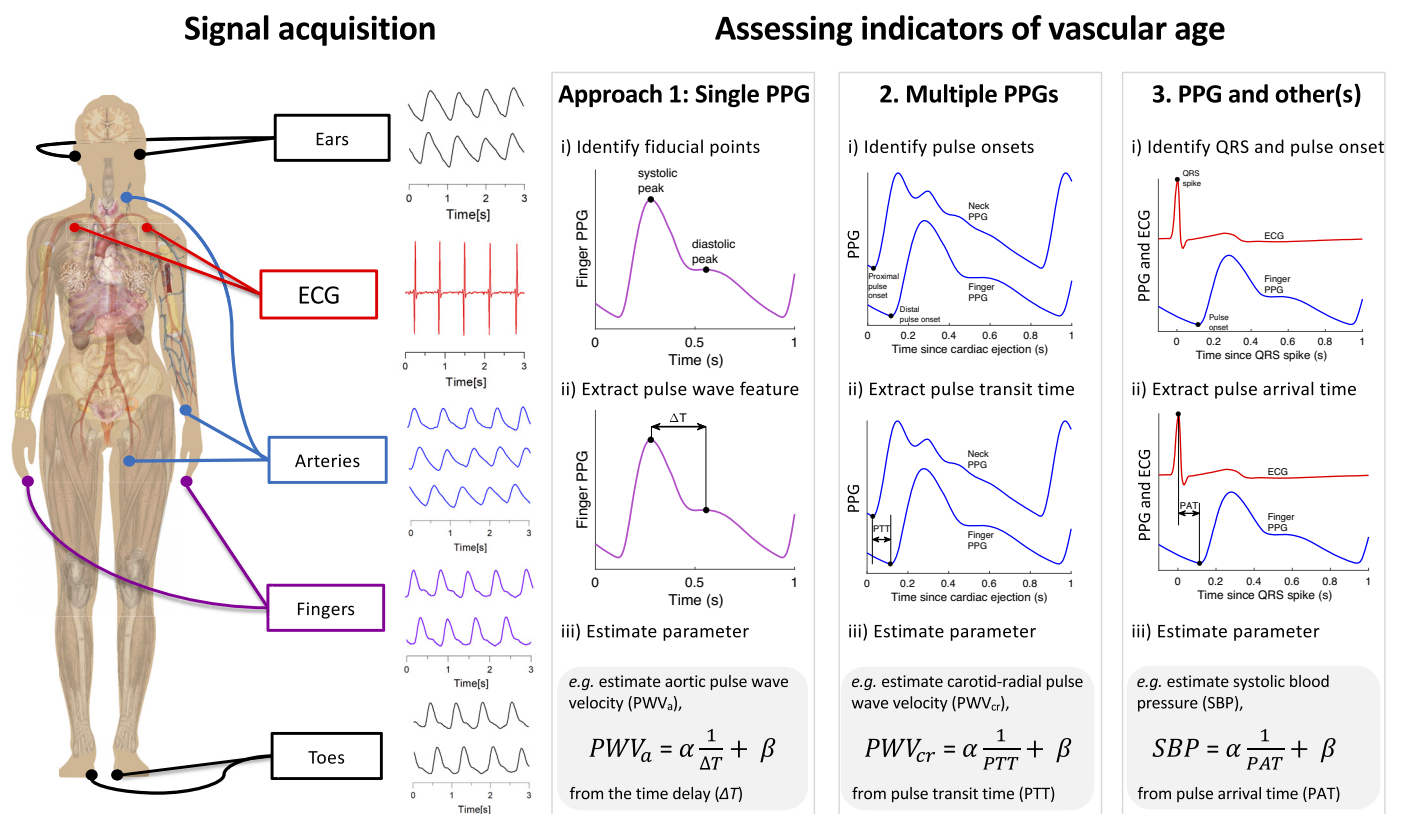 Signal acquisition
Ears
0 1 2 3
Time[s]
ECG
0 1 2 3
Time[s]
Arteries
0 1 2 3
Time[s]
Fingers
0 1 2 3
Time[s]
Toes
0 1 2 3
Time[s]
Assessing indicators of vascular age
Approach 1: Single PPG
i) Identify fiducial points
Finger PPG
systolic
peak
diastolic
peak
0 0.5 1
Time (s)
ii) Extract pulse wave feature
Finger PPG
ΔT
0 0.5 1
Time (s)
iii) Estimate parameter
e.g. estimate aortic pulse wave
velocity (PWVa),
PWVa = α 1/ΔT + β
from the time delay (ΔT)
2. Multiple PPGs
i) Identify pulse onsets
PPG
Neck
PPG
Proximal
pulse
onset
Finger
PPG
Distal
pulse onset
0 0.2 0.4 0.6 0.8 1
Time since cardiac ejection (s)
ii) Extract pulse transit time
PPG
Neck
PPG
PTT
Finger
PPG
0 0.2 0.4 0.6 0.8 1
Time since cardiac ejection (s)
iii) Estimate parameter
e.g. estimate carotid-radial pulse
wave velocity (PWVcr),
PWVcr = α 1/PTT + β
from pulse transit time (PTT)
3. PPG and other(s)
i) Identify QRS and pulse onset
PPG and ECG
QRS
spike
ECG
Finger
PPG
Pulse
onset
0 0.2 0.4 0.6 0.8 1
Time since QRS spike (s)
ii) Extract pulse arrival time
PPG and ECG
ECG
PAT
Finger
PPG
0 0.2 0.4 0.6 0.8 1
Time since QRS spike (s)
iii) Estimate parameter
e.g. estimate systolic blood
pressure (SBP),
SBP = α 1/PAT + β
from pulse arrival time (PAT)